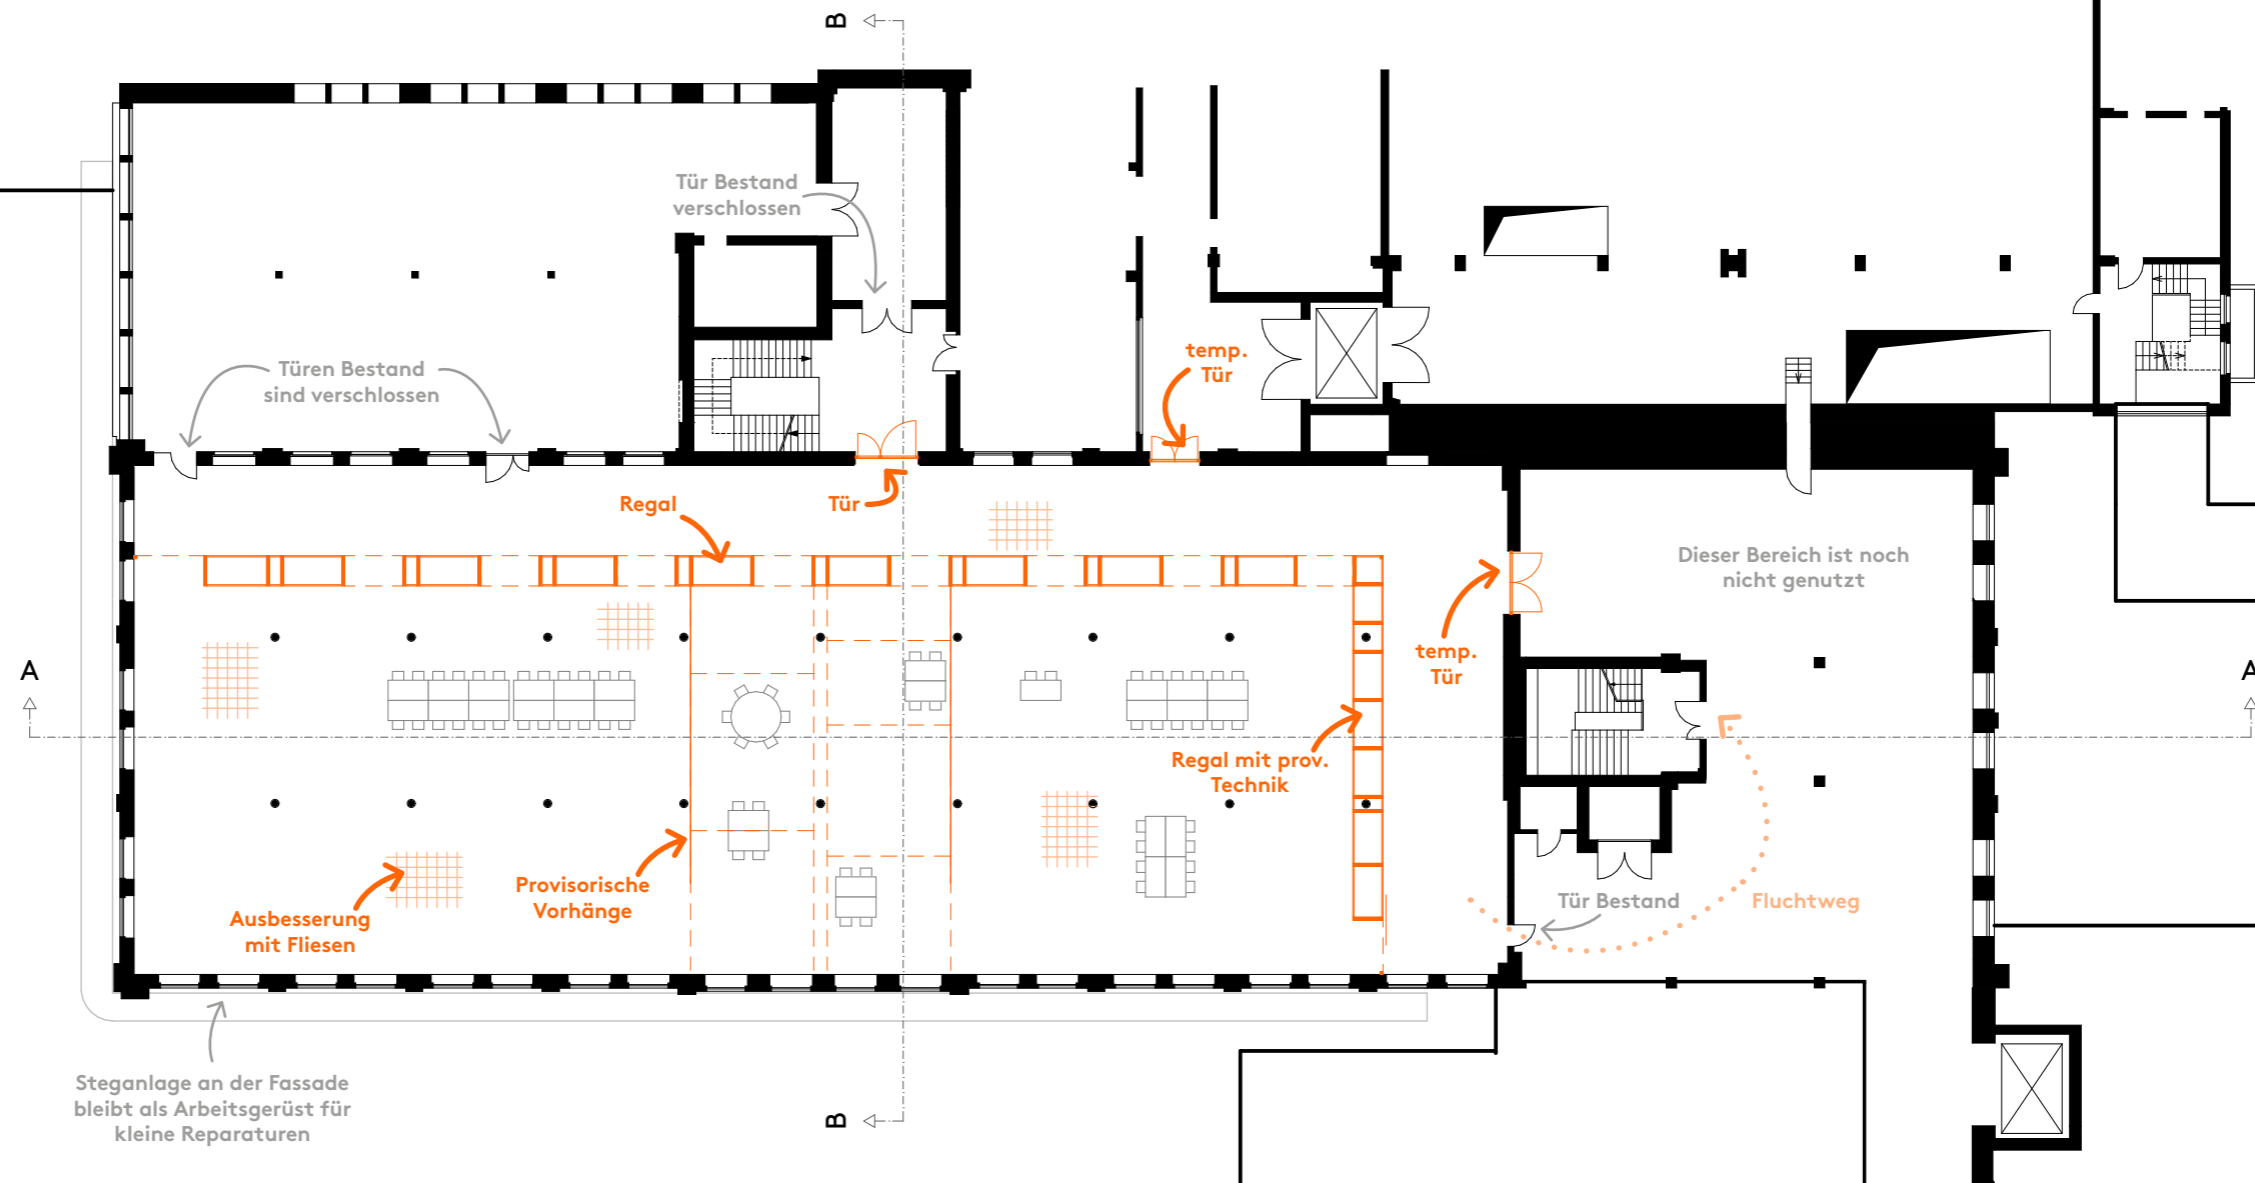 B
Tür Bestand
verschlossen
Türen Bestand
sind verschlossen
temp.
Tür
Regal
Tür
Dieser Bereich ist noch
nicht genutzt
A
A
temp.
Tür
Regal mit prov.
Technik
Provisorische
Vorhänge
Ausbesserung
mit Fliesen
Tür Bestand
Fluchtweg
Steganlage an der Fassade
bleibt als Arbeitsgerüst für
kleine Reparaturen
B